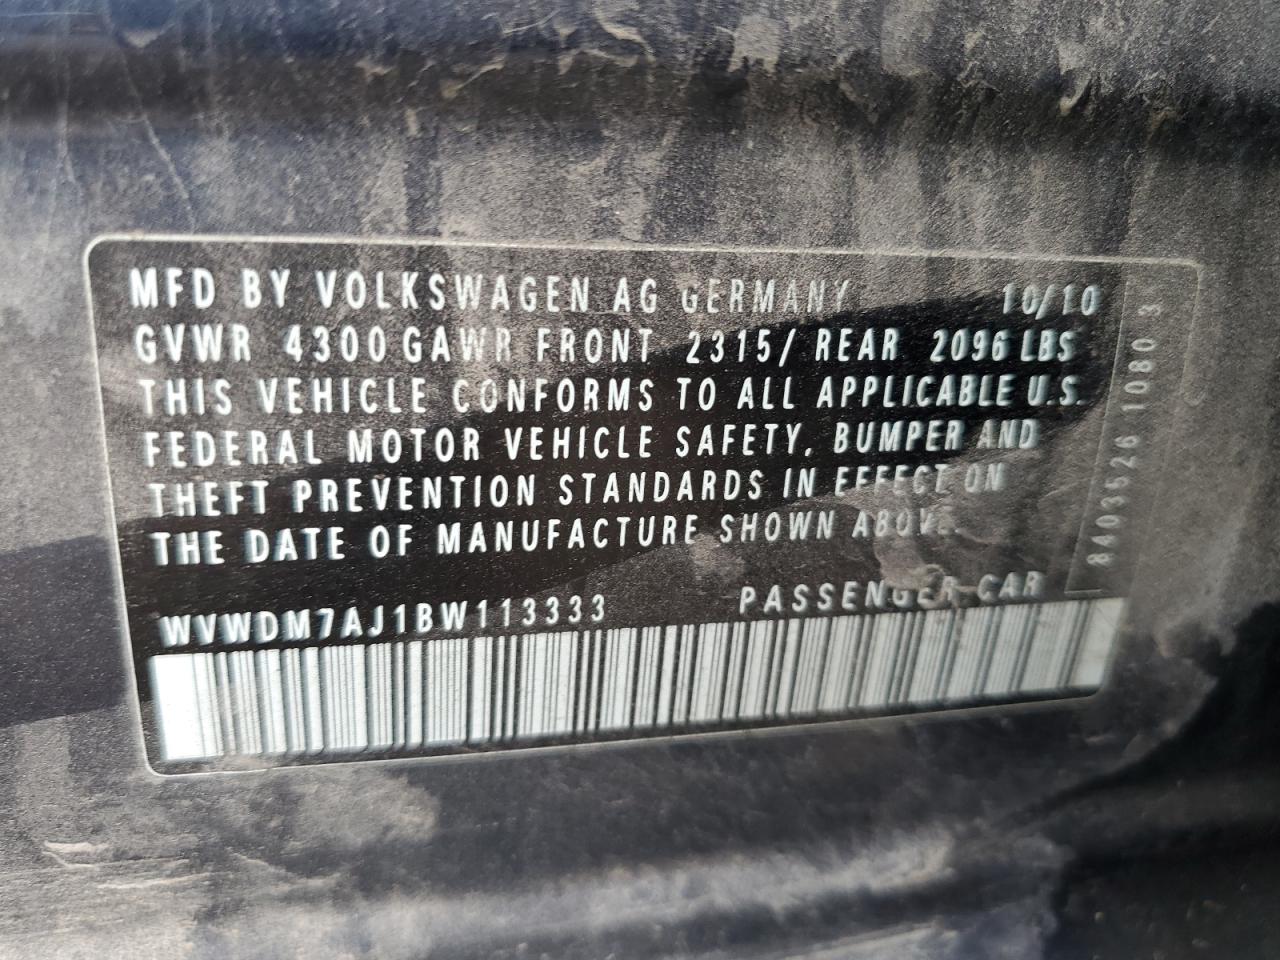 MFD BY VOLKSWAGEN AG GERMANY 10/10
GVWR 4300 GAWR FRONT 2315/ REAR 2096 LBS
THIS VEHICLE CONFORMS TO ALL APPLICABLE U.S.
FEDERAL MOTOR VEHICLE SAFETY, BUMPER AND
THEFT PREVENTION STANDARDS IN EFFECT ON
THE DATE OF MANUFACTURE SHOWN ABOVE.
WVWDM7AJ1BW113333 PASSENGER CAR
8403526 1080 3